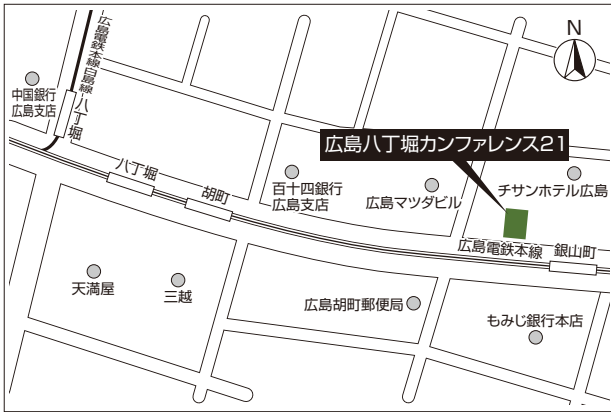 広島電鉄本線白島線
N
中国銀行
広島支店
八丁堀
広島八丁堀カンファレンス21
八丁堀
胡町
百十四銀行
広島支店
広島マツダビル
チサンホテル広島
広島電鉄本線
銀山町
天満屋
三越
広島胡町郵便局
もみじ銀行本店